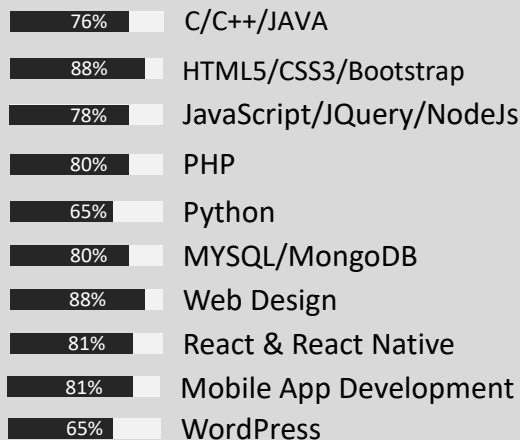 76% C/C++/JAVA
88% HTML5/CSS3/Bootstrap
78% JavaScript/JQuery/NodeJs
80% PHP
65% Python
80% MYSQL/MongoDB
88% Web Design
81% React & React Native
81% Mobile App Development
65% WordPress